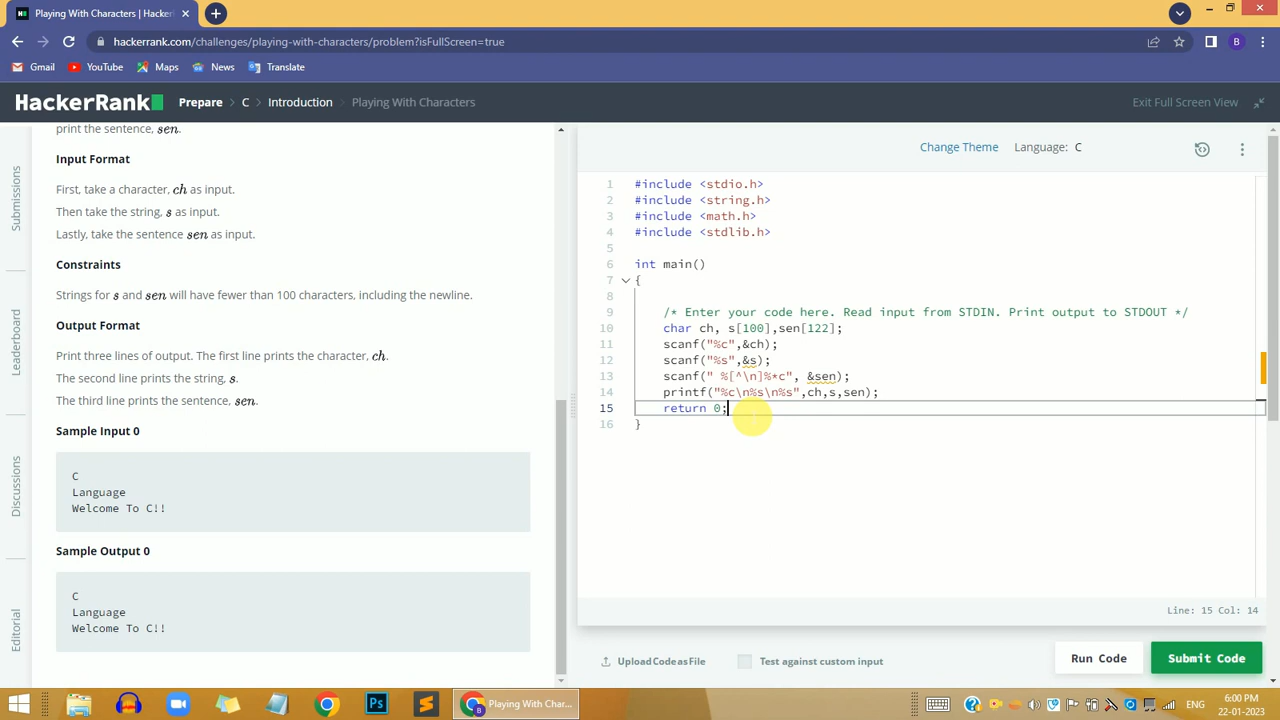 Playing With Characters | Hacker
hackerrank.com/challenges/playing-with-characters/problem?isFullScreen=true
B
Gmail
YouTube
Maps
News
Translate
HackerRank
Prepare > C > Introduction > Playing With Characters
Exit Full Screen View
Submissions
Leaderboard
Discussions
Editorial
print the sentence, sen.
Input Format
First, take a character, ch as input.
Then take the string, s as input.
Lastly, take the sentence sen as input.
Constraints
Strings for s and sen will have fewer than 100 characters, including the newline.
Output Format
Print three lines of output. The first line prints the character, ch.
The second line prints the string, s.
The third line prints the sentence, sen.
Sample Input 0
C
Language
Welcome To C!!
Sample Output 0
C
Language
Welcome To C!!
Change Theme
Language: C
1 #include <stdio.h>
2 #include <string.h>
3 #include <math.h>
4 #include <stdlib.h>
5
6 int main()
7 {
8
9 /* Enter your code here. Read input from STDIN. Print output to STDOUT */
10 char ch, s[100],sen[122];
11 scanf("%c",&ch);
12 scanf("%s",&s);
13 scanf(" %[^\n]%*c", &sen);
14 printf("%c\n%s\n%s",ch,s,sen);
15 return 0;
16 }
Line: 15 Col: 14
Upload Code as File
Test against custom input
Run Code
Submit Code
Ps
Playing With Char...
ENG
6:00 PM
22-01-2023